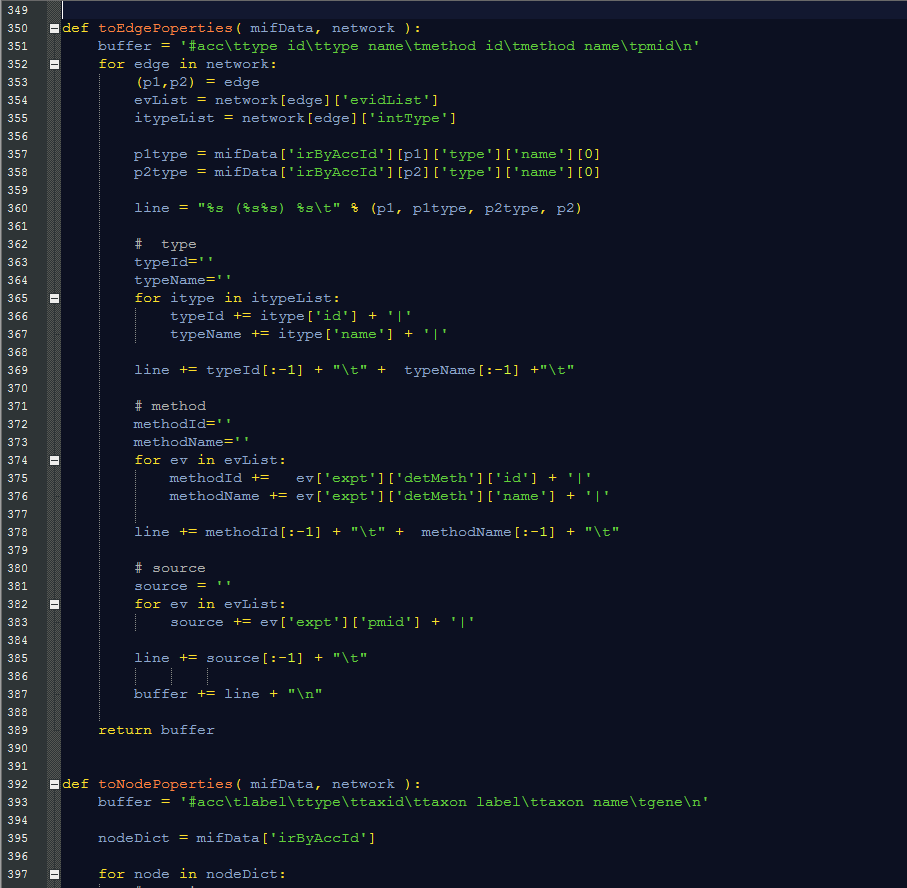 349
350 def toEdgePoperties( mifData, network ):
351     buffer = '#acc\ttype id\ttype name\tmethod id\tmethod name\tpmid\n'
352     for edge in network:
353         (p1,p2) = edge
354         evList = network[edge]['evidList']
355         itypeList = network[edge]['intType']
356
357         p1type = mifData['irByAccId'][p1]['type']['name'][0]
358         p2type = mifData['irByAccId'][p2]['type']['name'][0]
359
360         line = "%s (%s%s) %s\t" % (p1, p1type, p2type, p2)
361
362         #  type
363         typeId=''
364         typeName=''
365         for itype in itypeList:
366             typeId += itype['id'] + '|'
367             typeName += itype['name'] + '|'
368
369         line += typeId[:-1] + "\t" +  typeName[:-1] +"\t"
370
371         # method
372         methodId=''
373         methodName=''
374         for ev in evList:
375             methodId +=   ev['expt']['detMeth']['id'] + '|'
376             methodName += ev['expt']['detMeth']['name'] + '|'
377
378         line += methodId[:-1] + "\t" +  methodName[:-1] + "\t"
379
380         # source
381         source = ''
382         for ev in evList:
383             source += ev['expt']['pmid'] + '|'
384
385         line += source[:-1] + "\t"
386
387         buffer += line + "\n"
388
389     return buffer
390
391
392 def toNodePoperties( mifData, network ):
393     buffer = '#acc\tlabel\ttype\ttaxid\ttaxon label\ttaxon name\tgene\n'
394
395     nodeDict = mifData['irByAccId']
396
397     for node in nodeDict: